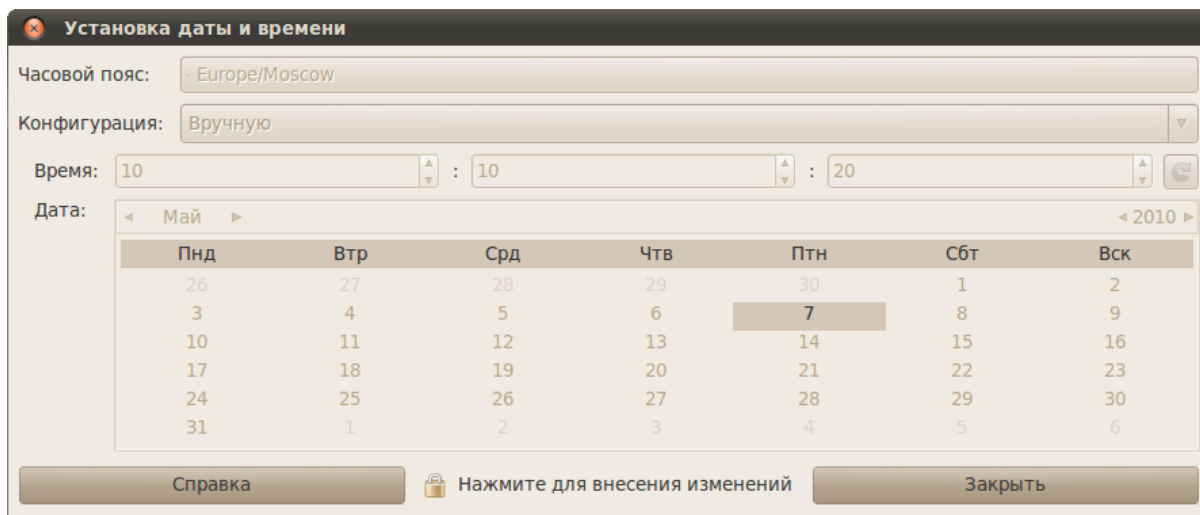 Установка даты и времени
Часовой пояс: Europe/Moscow
Конфигурация: Вручную
Время: 10 : 10 : 20
Дата: Май 2010
Пнд Втр Срд Чтв Птн Сбт Вск
26 27 28 29 30 1 2
3 4 5 6 7 8 9
10 11 12 13 14 15 16
17 18 19 20 21 22 23
24 25 26 27 28 29 30
31 1 2 3 4 5 6
Справка Нажмите для внесения изменений Закрыть